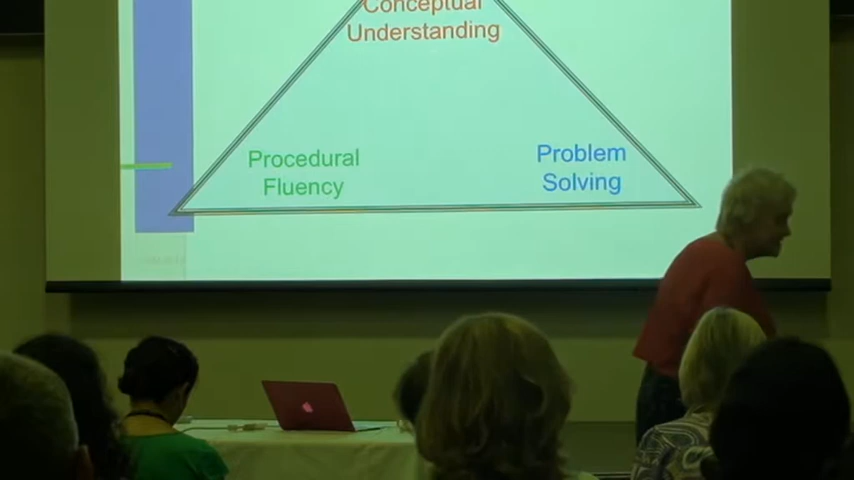 Conceptual
Understanding
Procedural
Fluency
Problem
Solving